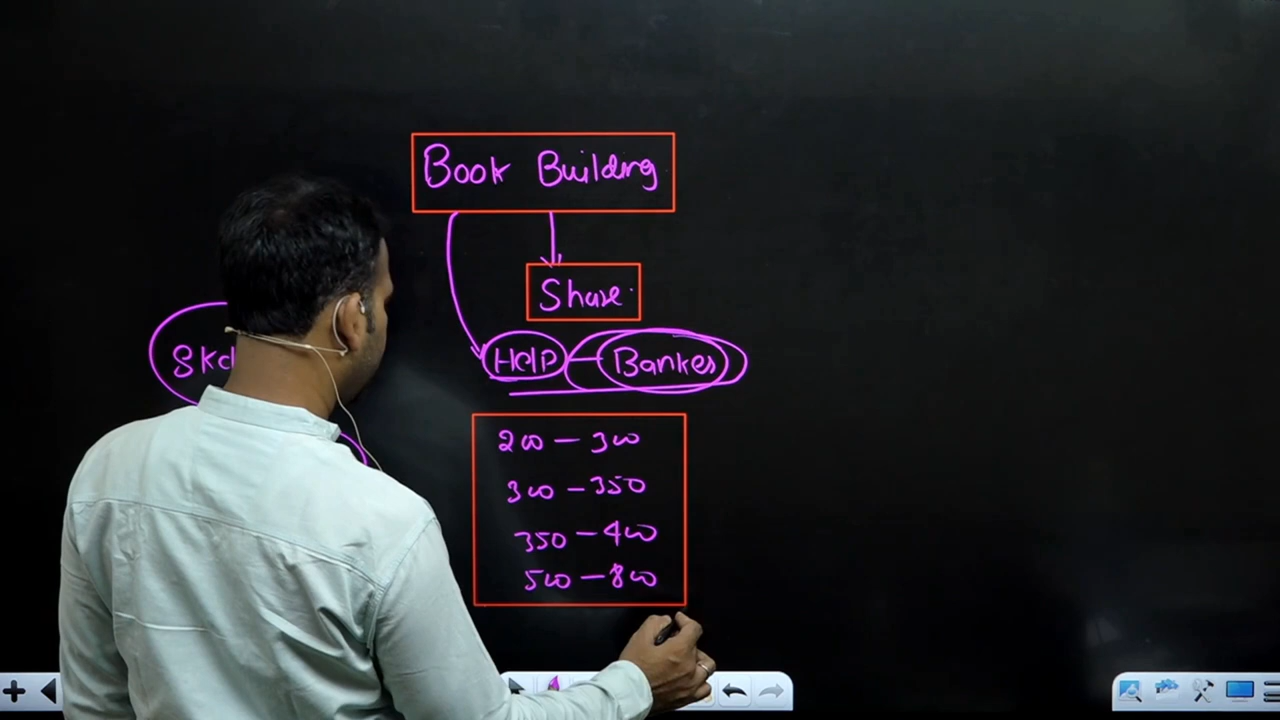 Book Building
Share
Help — Banker
200 — 300
300 — 350
350 — 400
500 — 800